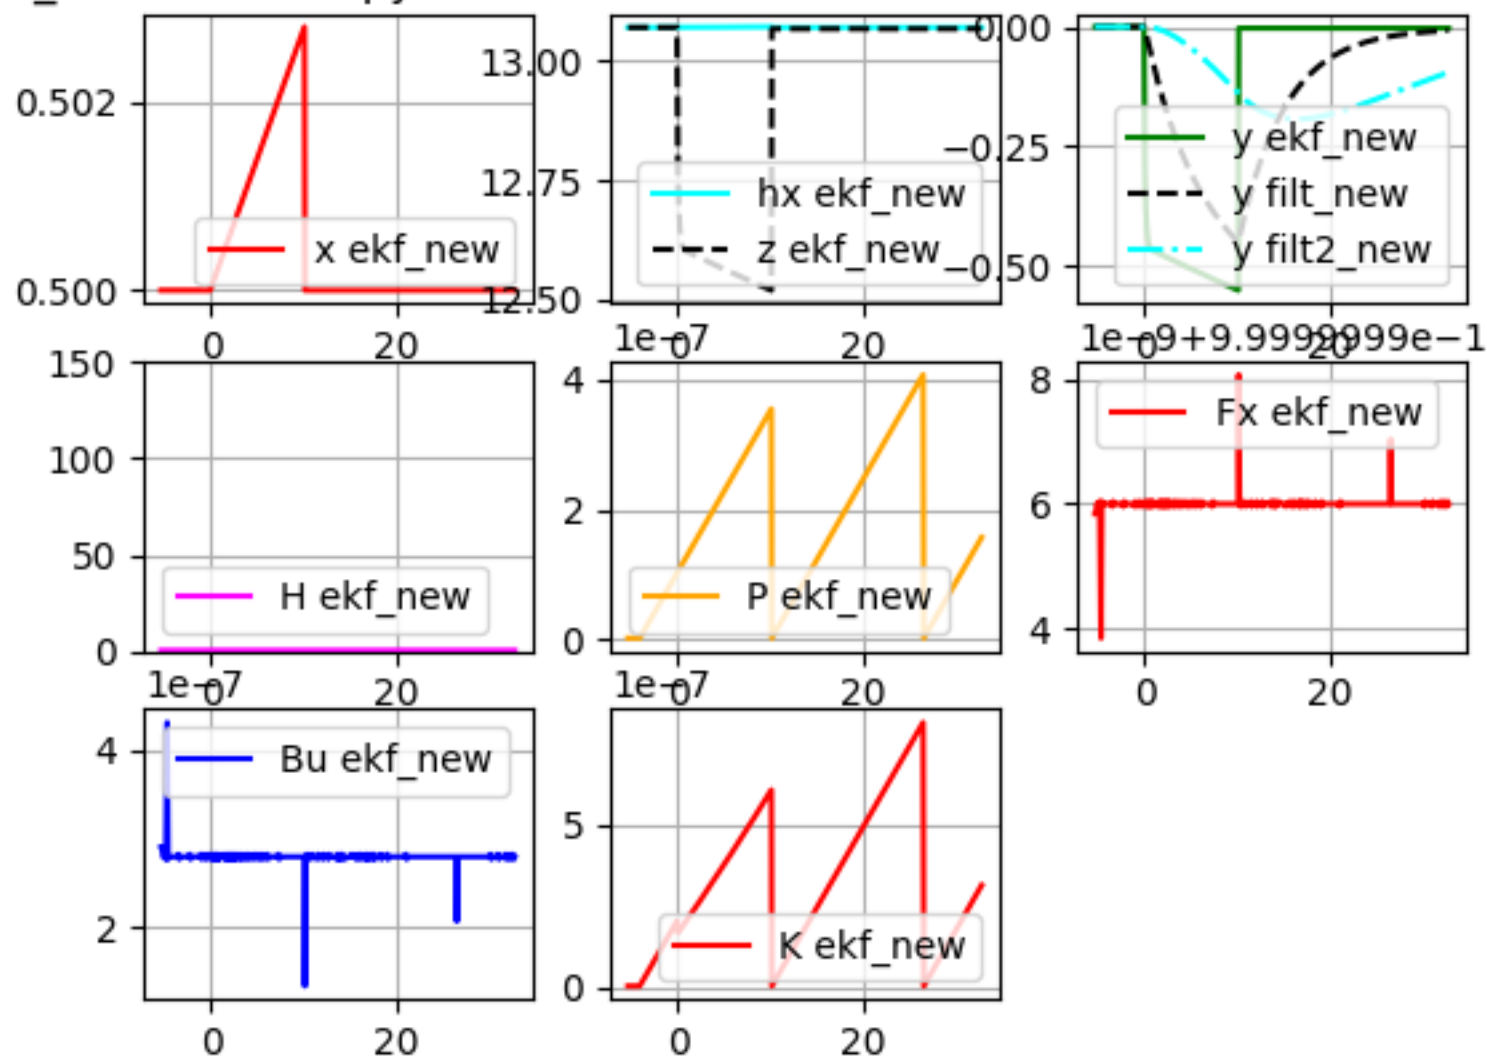 0.502
0.500
x ekf_new
0 20
13.00
12.75
12.50
hx ekf_new
z ekf_new
0 20
0.00
−0.25
−0.50
y ekf_new
y filt_new
y filt2_new
0 20
150
100
50
0
H ekf_new
0 20
1e−7
4
2
0
P ekf_new
0 20
1e−9+9.9999999e−1
8
6
4
Fx ekf_new
0 20
1e−7
4
2
Bu ekf_new
0 20
1e−7
5
0
K ekf_new
0 20